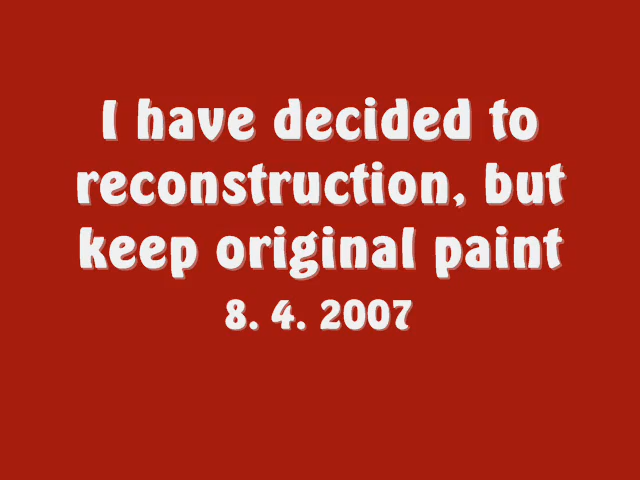 I have decided to
reconstruction, but
keep original paint
8. 4. 2007